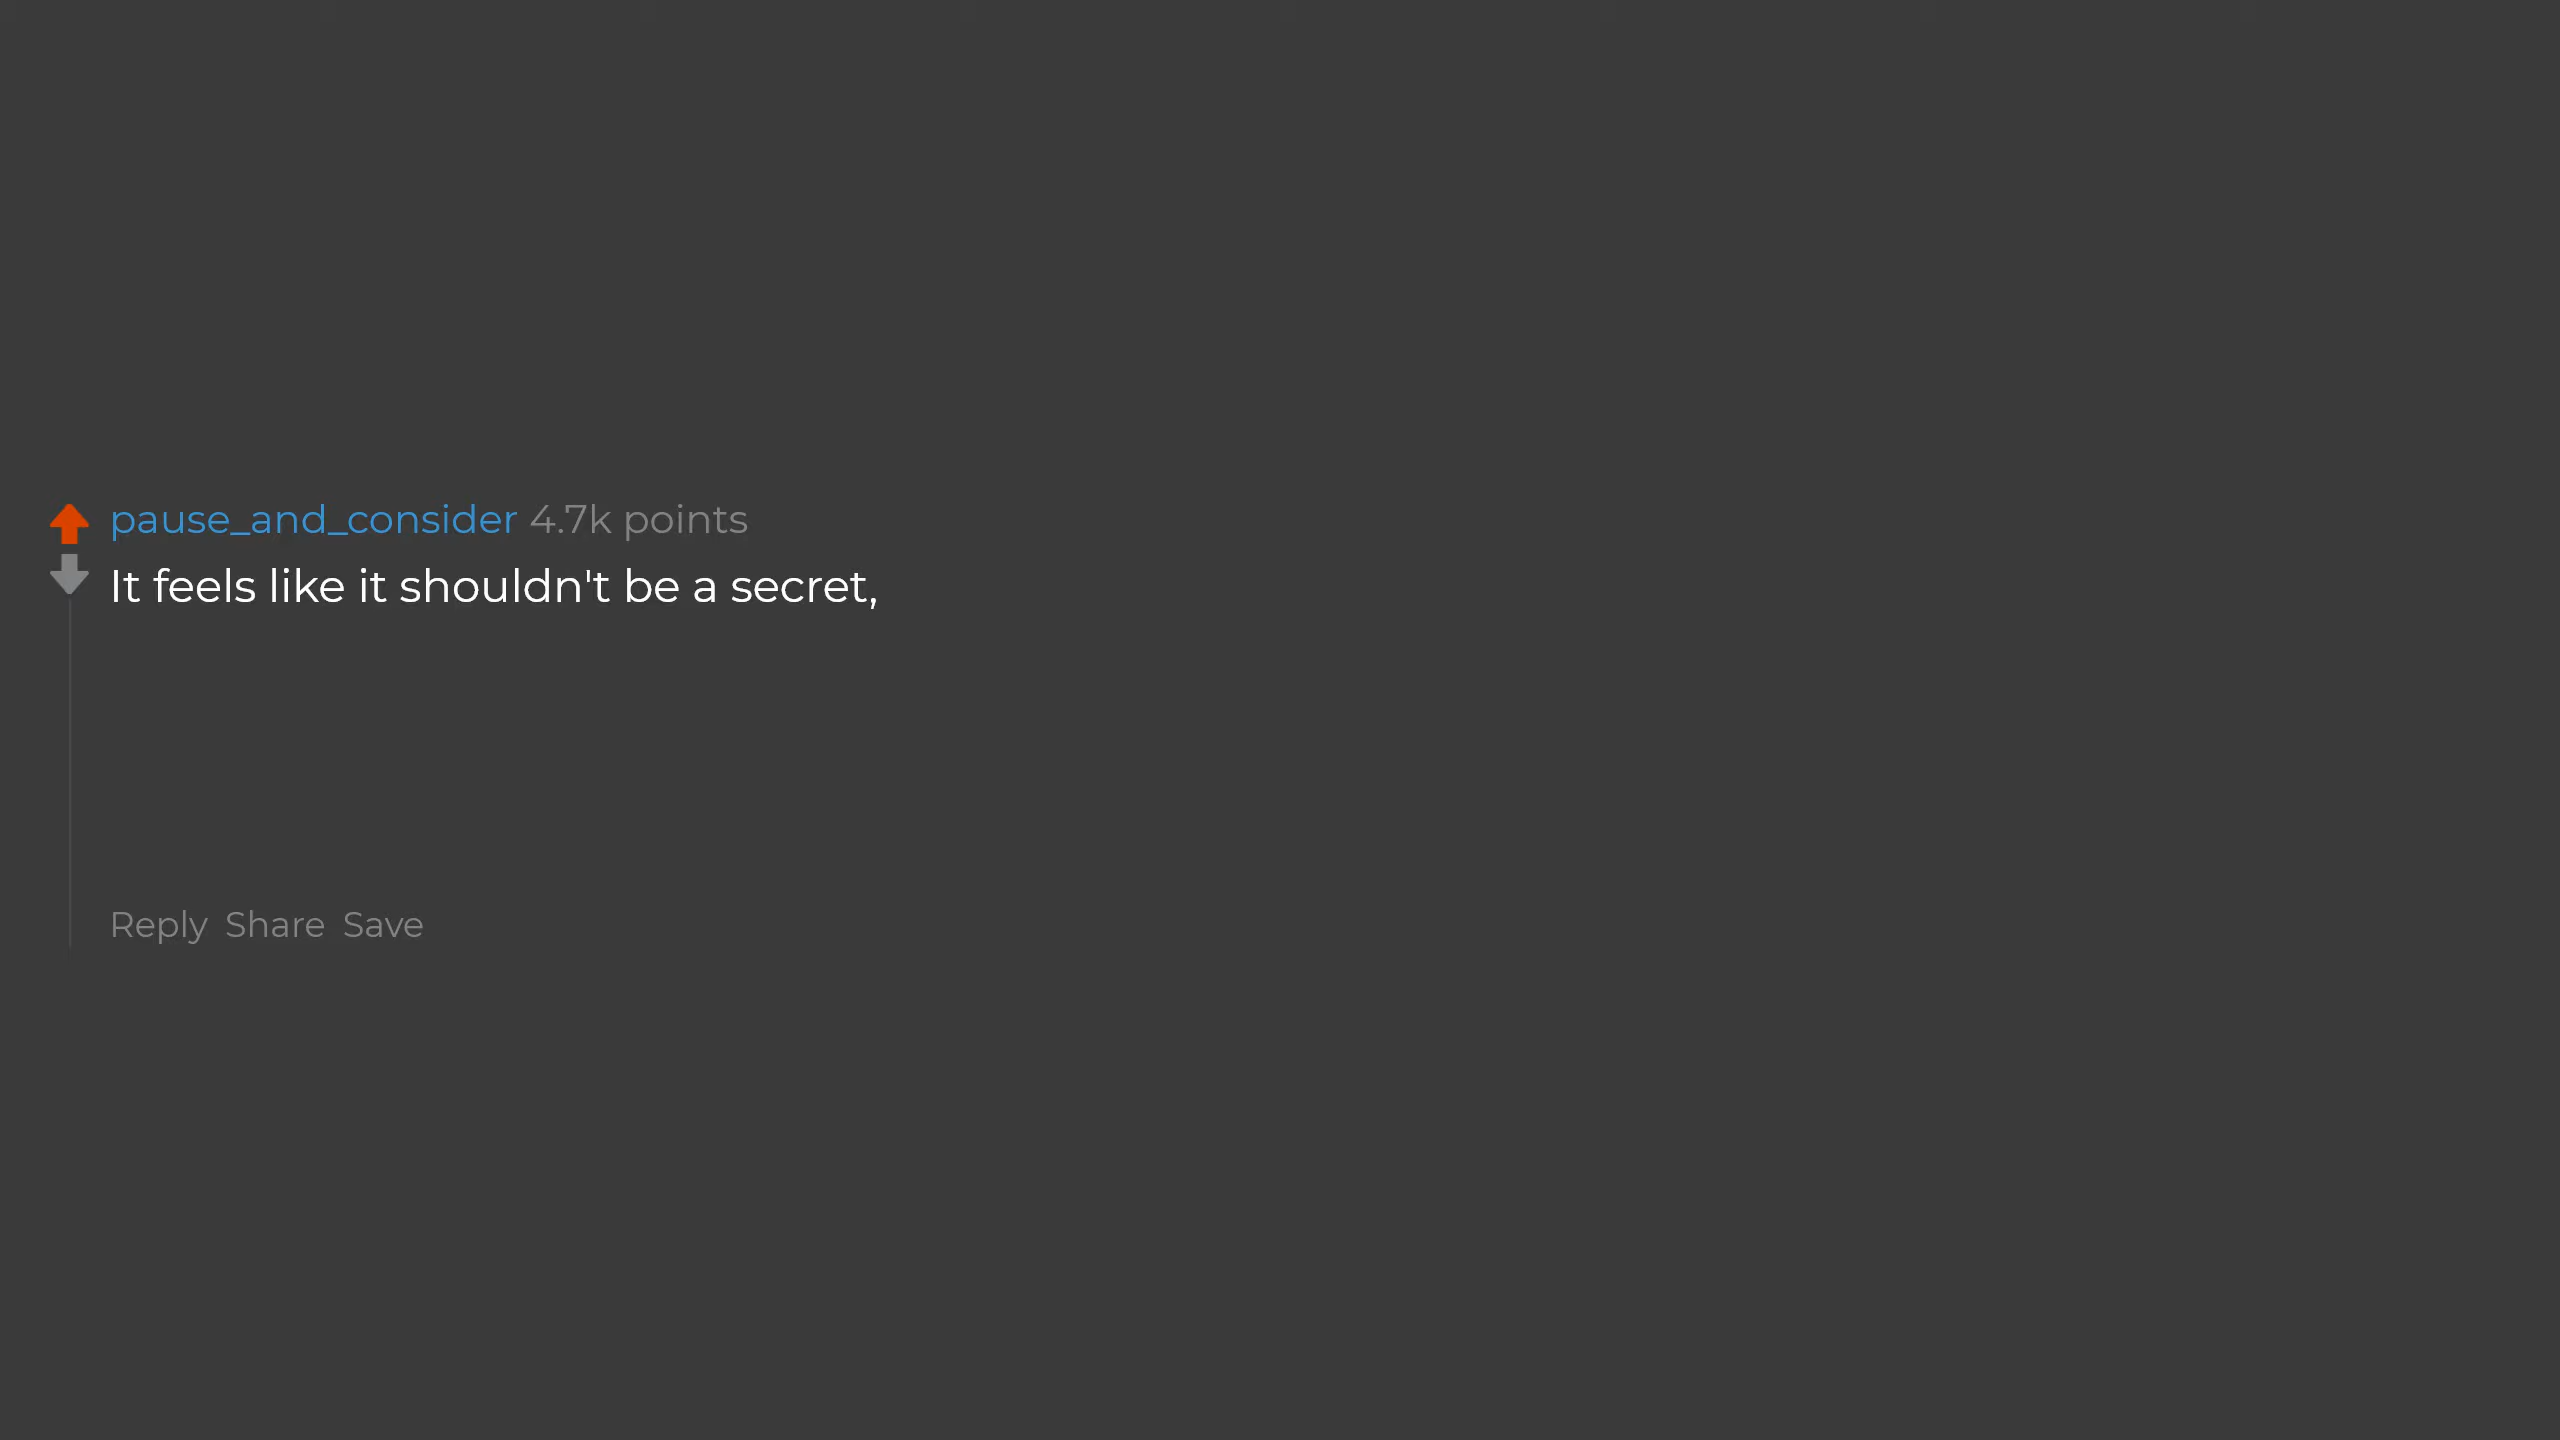 pause_and_consider 4.7k points
It feels like it shouldn't be a secret,
Reply Share Save